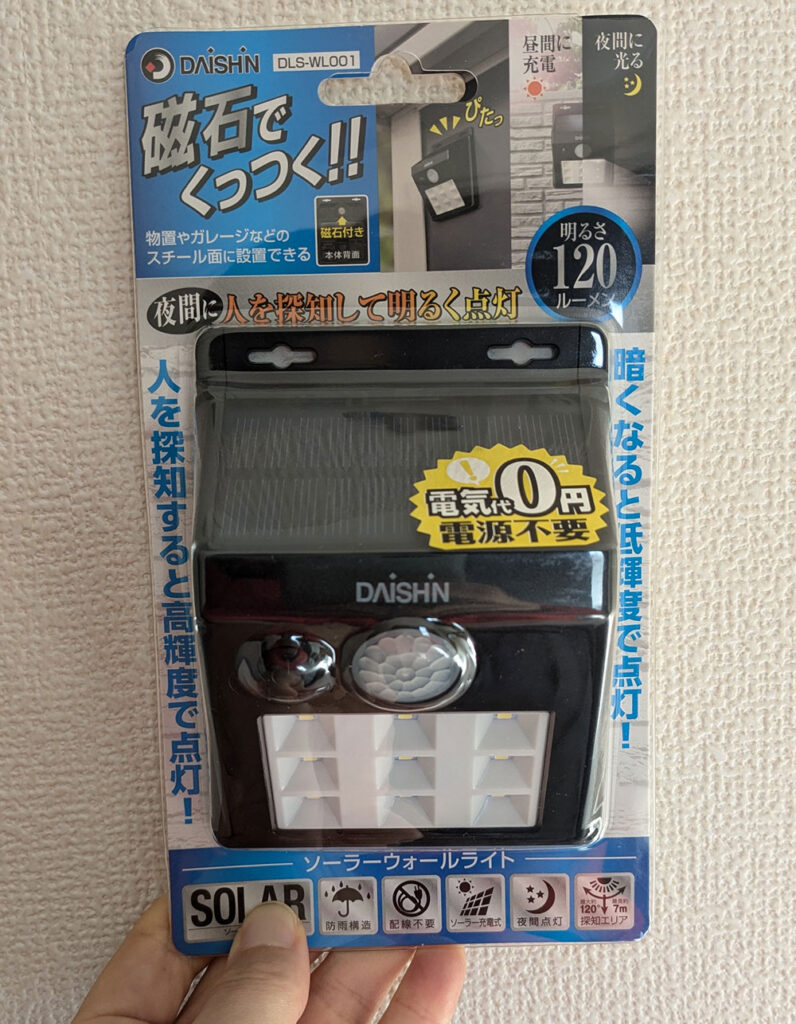 DAISHIN DLS-WL001
磁石で
くっつく!!
物置やガレージなどの
スチール面に設置できる
磁石付き
本体背面
ぴたっ
昼間に
充電
夜間に
光る
明るさ
120
ルーメン
夜間に人を探知して明るく点灯
人を探知すると高輝度で点灯!
暗くなると低輝度で点灯!
電気代0円
電源不要
DAISHIN
ソーラーウォールライト
SOLAR
防雨構造
配線不要
ソーラー充電式
夜間点灯
最大約
120°
最長約
7m
探知エリア